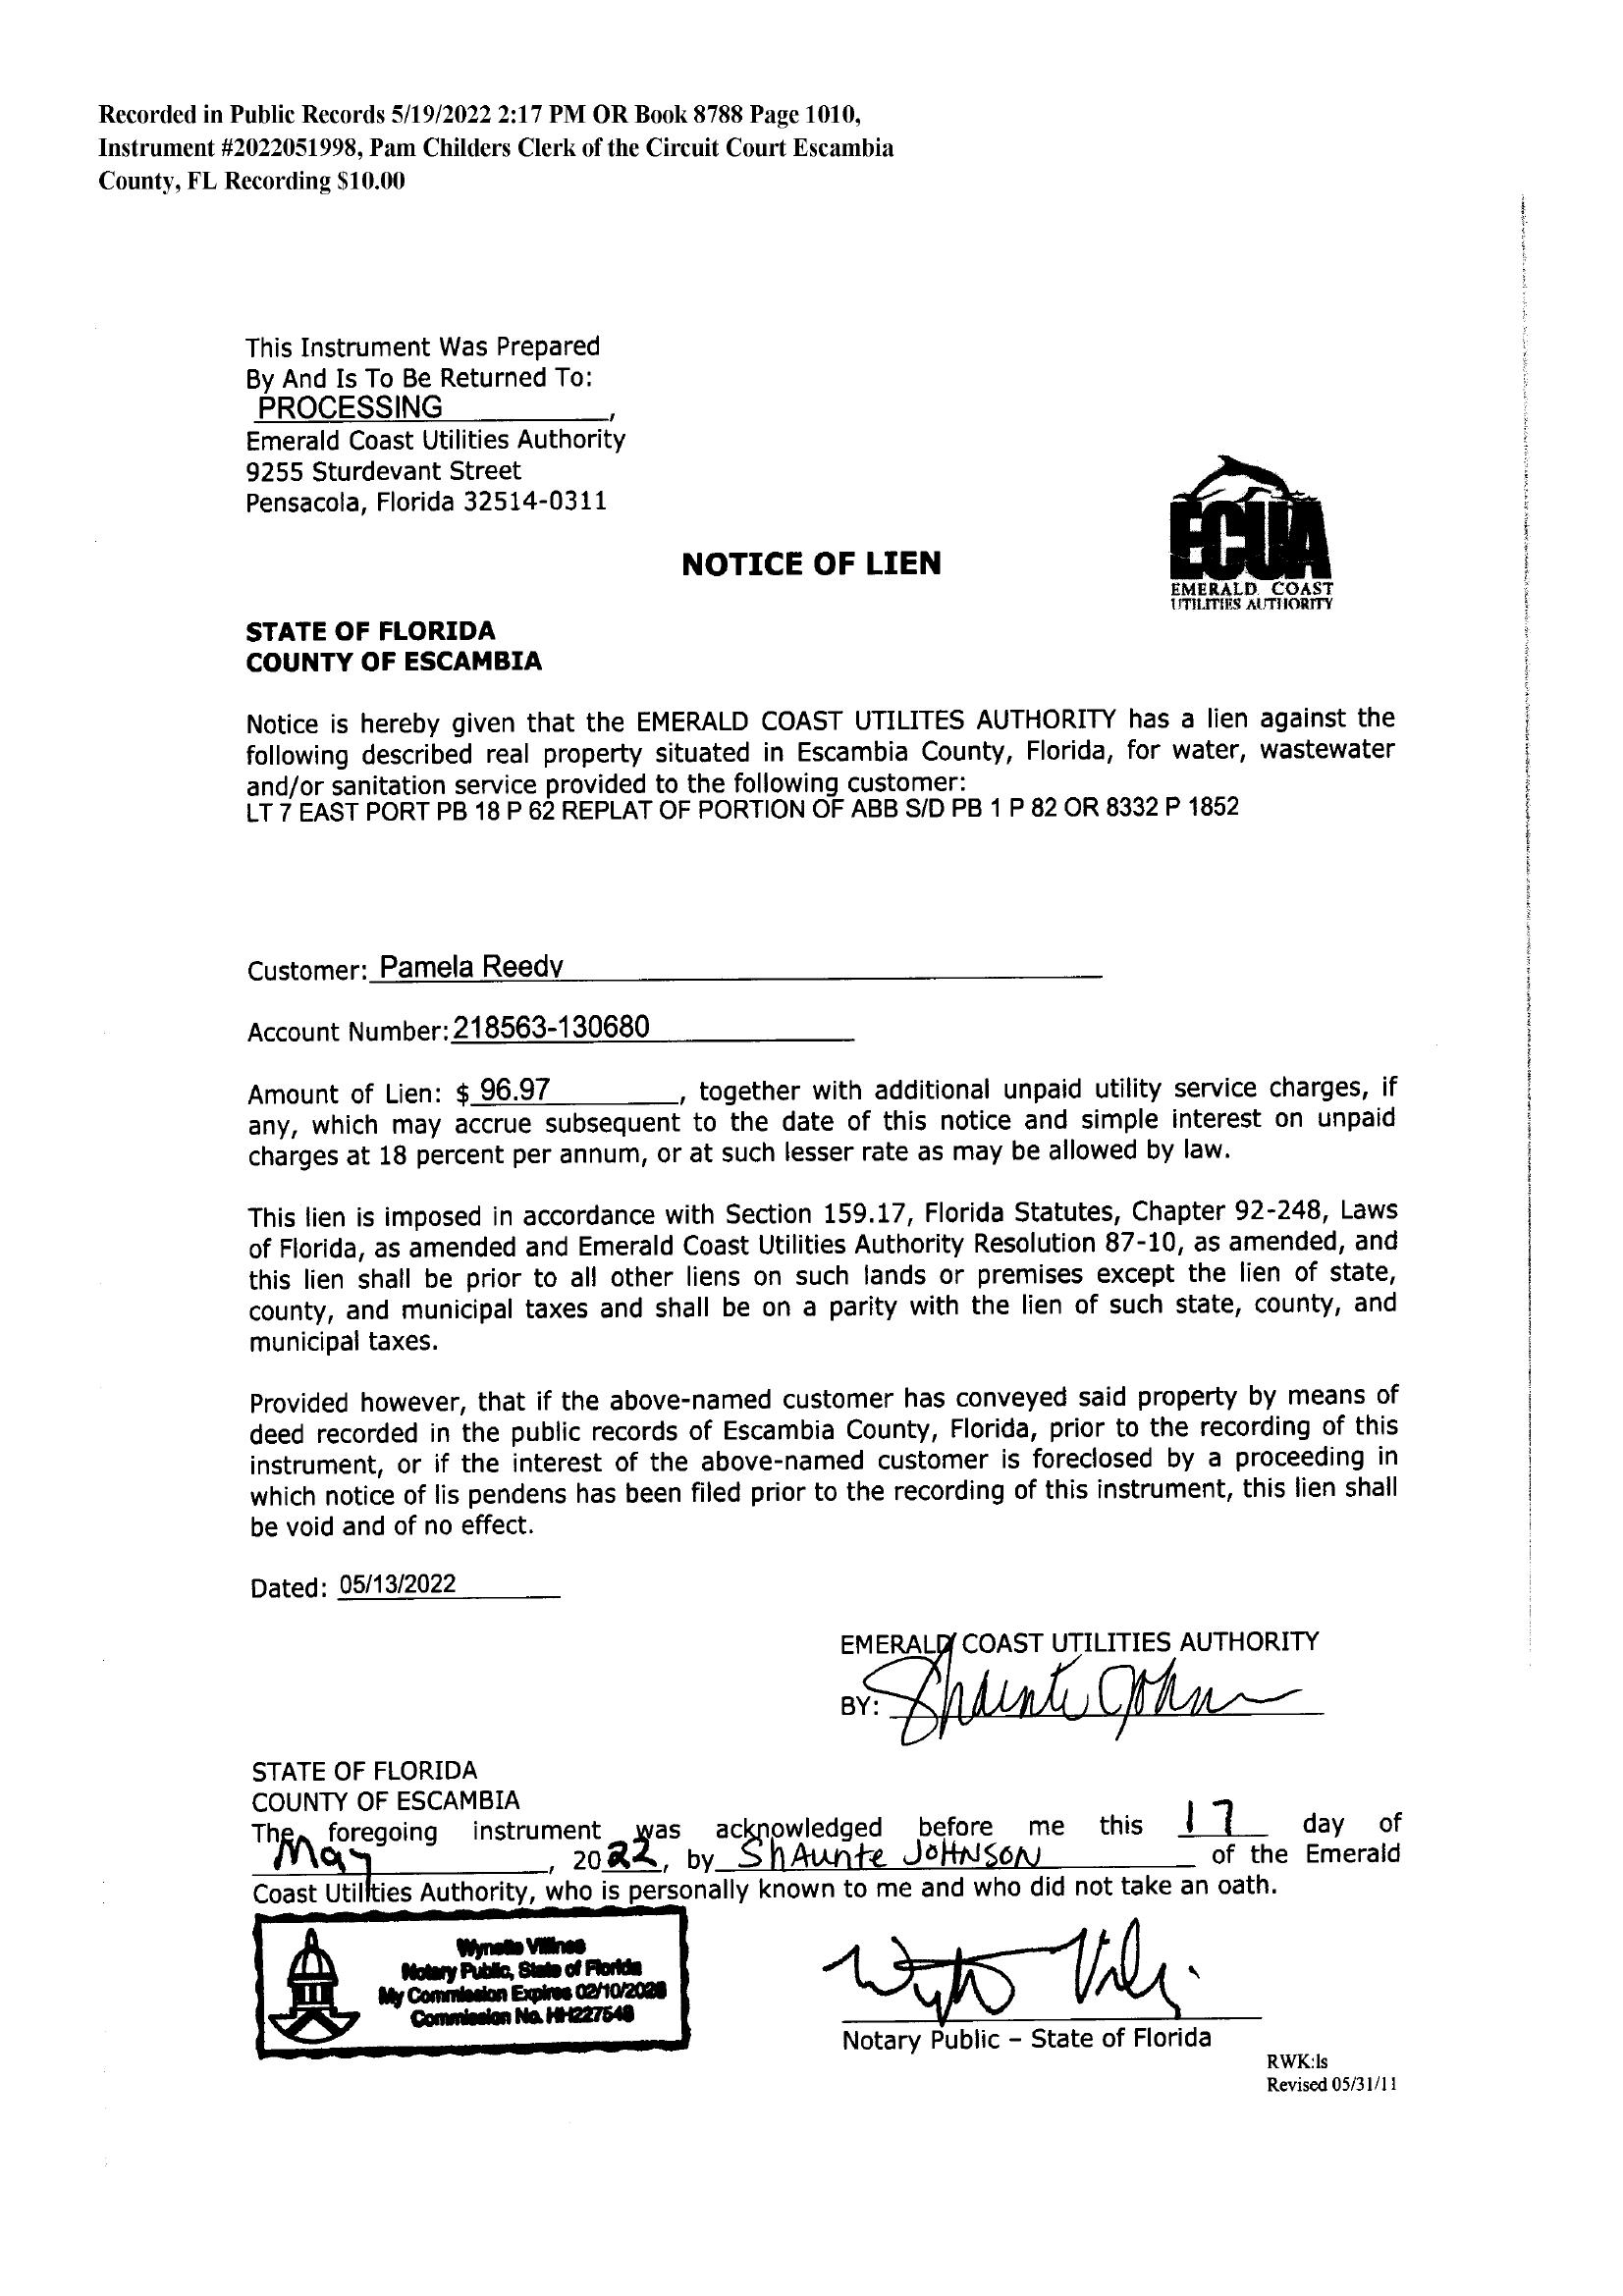 Recorded in Public Records 5/19/2022 2:17 PM OR Book 8788 Page 1010,
Instrument #2022051998, Pam Childers Clerk of the Circuit Court Escambia
County, FL Recording $10.00
This Instrument Was Prepared
By And Is To Be Returned To:
PROCESSING,
Emerald Coast Utilities Authority
9255 Sturdevant Street
Pensacola, Florida 32514-0311
ECUA
EMERALD COAST
UTILITIES AUTHORITY
NOTICE OF LIEN
STATE OF FLORIDA
COUNTY OF ESCAMBIA
Notice is hereby given that the EMERALD COAST UTILITES AUTHORITY has a lien against the
following described real property situated in Escambia County, Florida, for water, wastewater
and/or sanitation service provided to the following customer:
LT 7 EAST PORT PB 18 P 62 REPLAT OF PORTION OF ABB S/D PB 1 P 82 OR 8332 P 1852
Customer: Pamela Reedy
Account Number: 218563-130680
Amount of Lien: $ 96.97, together with additional unpaid utility service charges, if
any, which may accrue subsequent to the date of this notice and simple interest on unpaid
charges at 18 percent per annum, or at such lesser rate as may be allowed by law.
This lien is imposed in accordance with Section 159.17, Florida Statutes, Chapter 92-248, Laws
of Florida, as amended and Emerald Coast Utilities Authority Resolution 87-10, as amended, and
this lien shall be prior to all other liens on such lands or premises except the lien of state,
county, and municipal taxes and shall be on a parity with the lien of such state, county, and
municipal taxes.
Provided however, that if the above-named customer has conveyed said property by means of
deed recorded in the public records of Escambia County, Florida, prior to the recording of this
instrument, or if the interest of the above-named customer is foreclosed by a proceeding in
which notice of lis pendens has been filed prior to the recording of this instrument, this lien shall
be void and of no effect.
Dated: 05/13/2022
EMERALD COAST UTILITIES AUTHORITY
BY: Shaunte Johnson
STATE OF FLORIDA
COUNTY OF ESCAMBIA
The foregoing instrument was acknowledged before me this 17 day of
May, 2022, by ShAunte JOHNSON of the Emerald
Coast Utilities Authority, who is personally known to me and who did not take an oath.
Wynette Villines
Notary Public, State of Florida
My Commission Expires 02/10/2026
Commission No. HH227548
Notary Public – State of Florida
RWK:ls
Revised 05/31/11